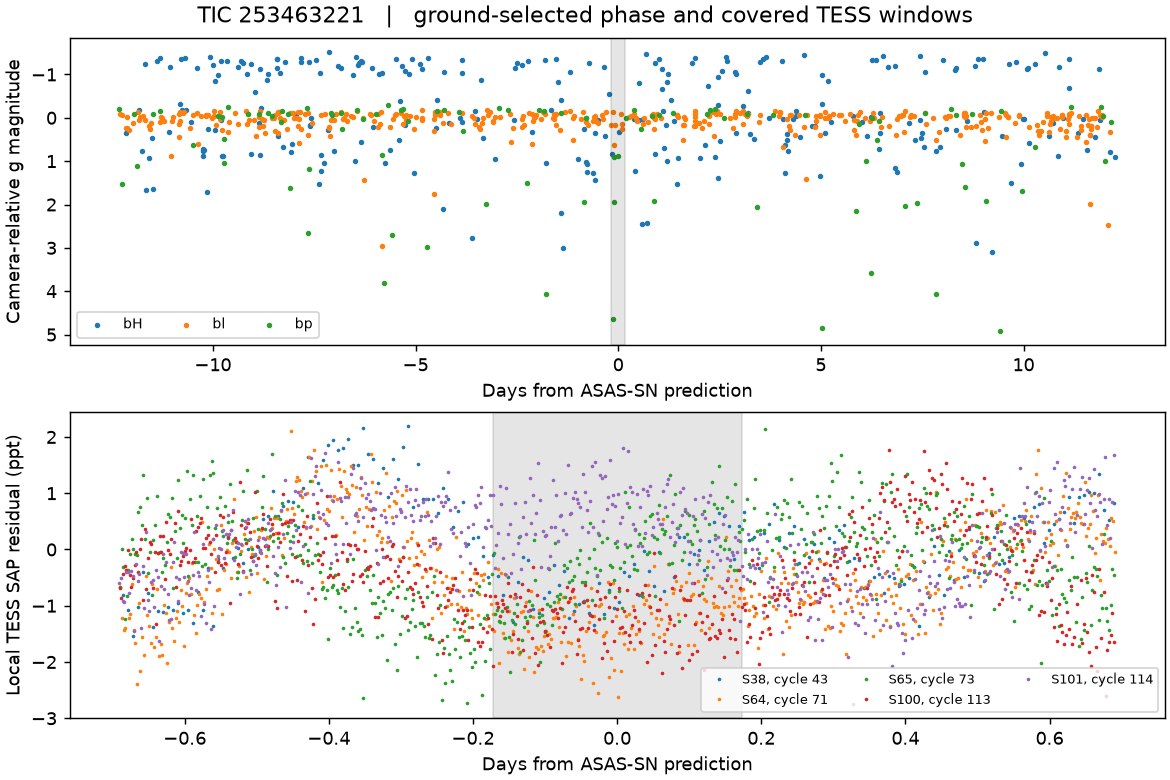 TIC 253463221 | ground-selected phase and covered TESS windows
Camera-relative g magnitude
−1
0
1
2
3
4
5
bH bI bp
−10 −5 0 5 10
Days from ASAS-SN prediction
Local TESS SAP residual (ppt)
2
1
0
−1
−2
−3
S38, cycle 43 S65, cycle 73 S101, cycle 114
S64, cycle 71 S100, cycle 113
−0.6 −0.4 −0.2 0.0 0.2 0.4 0.6
Days from ASAS-SN prediction